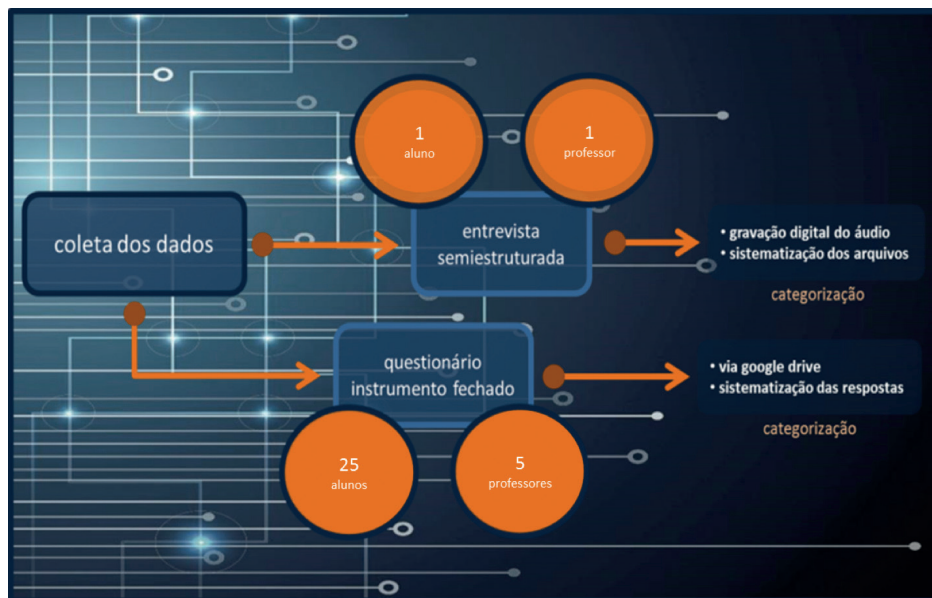 1
aluno
1
professor
coleta dos dados
entrevista
semiestruturada
• gravação digital do áudio
• sistematização dos arquivos
categorização
questionário
instrumento fechado
• via google drive
• sistematização das respostas
categorização
25
alunos
5
professores